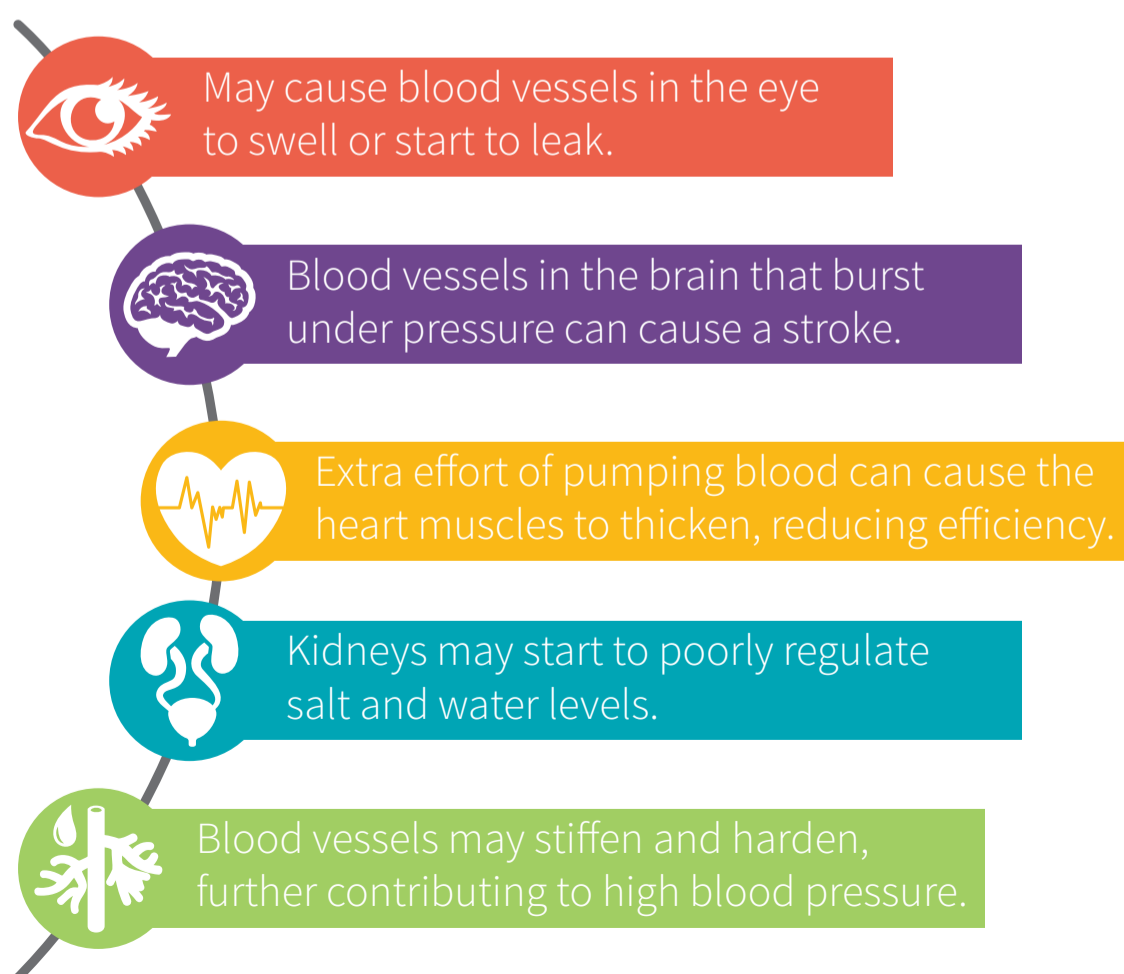 May cause blood vessels in the eye
to swell or start to leak.
Blood vessels in the brain that burst
under pressure can cause a stroke.
Extra effort of pumping blood can cause the
heart muscles to thicken, reducing efficiency.
Kidneys may start to poorly regulate
salt and water levels.
Blood vessels may stiffen and harden,
further contributing to high blood pressure.